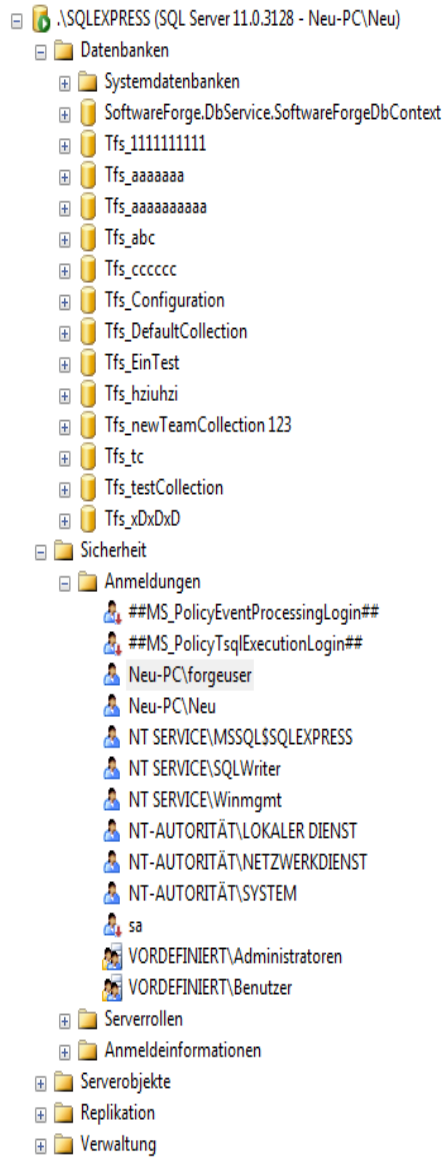 .\SQLEXPRESS (SQL Server 11.0.3128 - Neu-PC\Neu)
Datenbanken
Systemdatenbanken
SoftwareForge.DbService.SoftwareForgeDbContext
Tfs_1111111111
Tfs_aaaaaaa
Tfs_aaaaaaaaaa
Tfs_abc
Tfs_cccccc
Tfs_Configuration
Tfs_DefaultCollection
Tfs_EinTest
Tfs_hziuhzi
Tfs_newTeamCollection 123
Tfs_tc
Tfs_testCollection
Tfs_xDxDxD
Sicherheit
Anmeldungen
##MS_PolicyEventProcessingLogin##
##MS_PolicyTsqlExecutionLogin##
Neu-PC\forgeuser
Neu-PC\Neu
NT SERVICE\MSSQL$SQLEXPRESS
NT SERVICE\SQLWriter
NT SERVICE\Winmgmt
NT-AUTORITÄT\LOKALER DIENST
NT-AUTORITÄT\NETZWERKDIENST
NT-AUTORITÄT\SYSTEM
sa
VORDEFINIERT\Administratoren
VORDEFINIERT\Benutzer
Serverrollen
Anmeldeinformationen
Serverobjekte
Replikation
Verwaltung